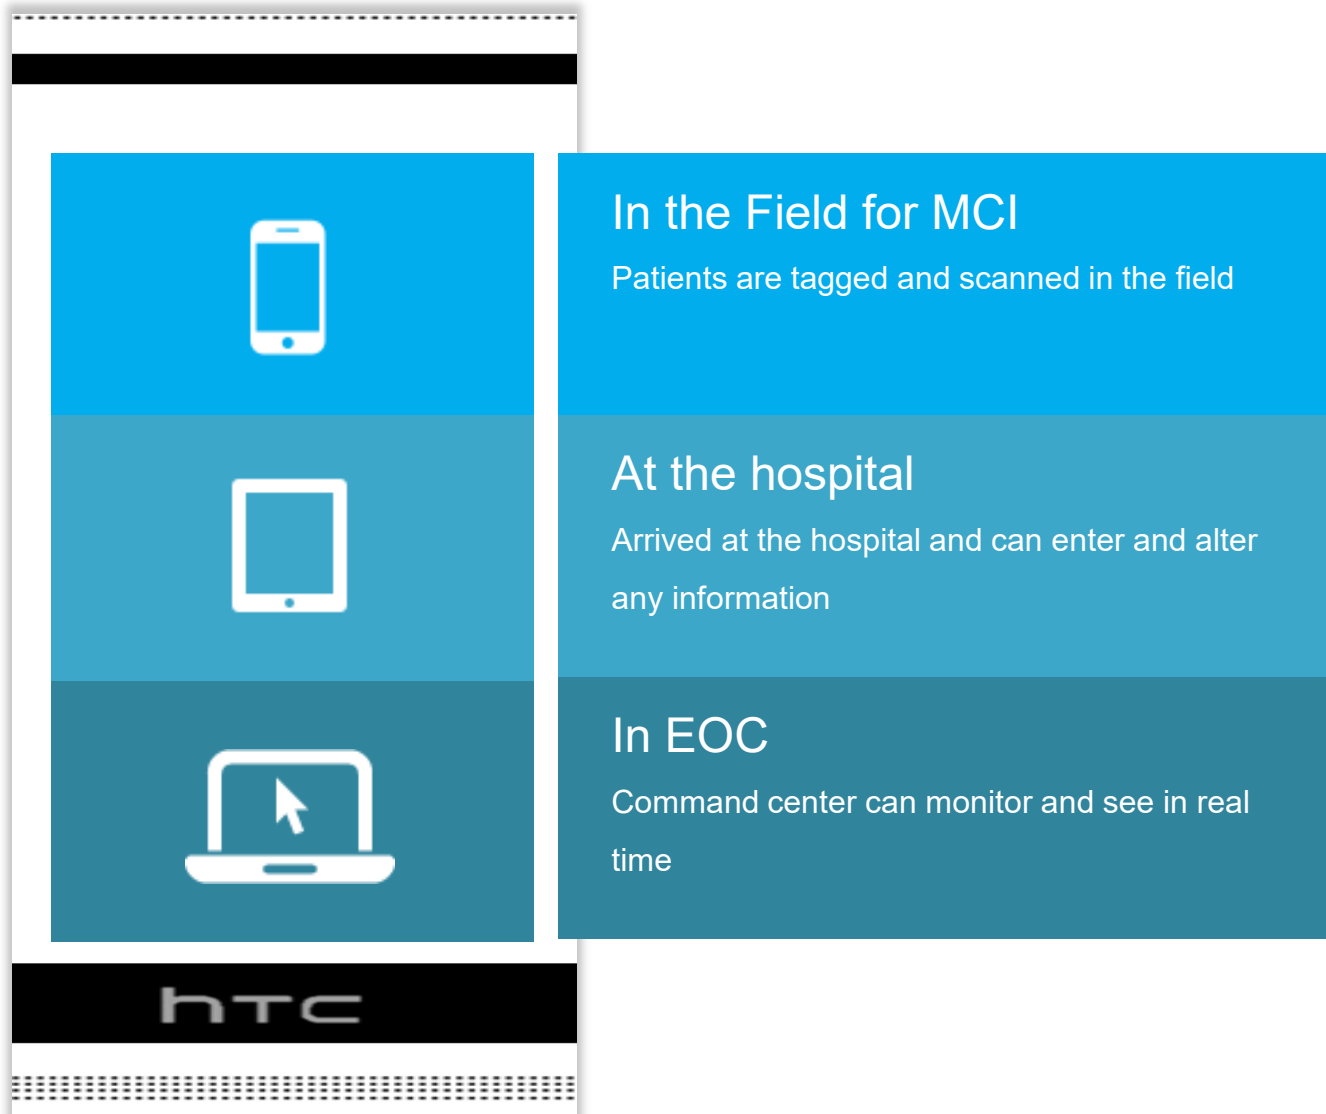 In the Field for MCI
Patients are tagged and scanned in the field
At the hospital
Arrived at the hospital and can enter and alter
any information
In EOC
Command center can monitor and see in real
time
hTC